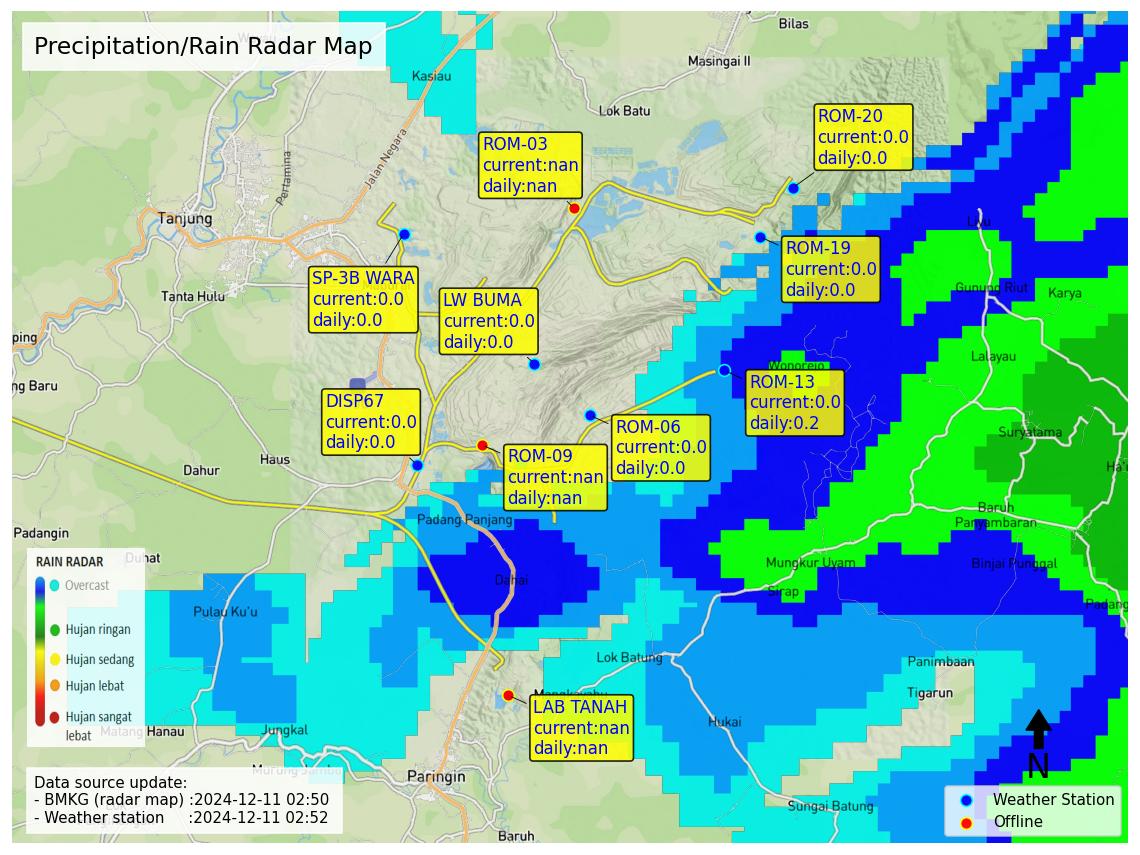 Precipitation/Rain Radar Map
Bilas
Masingai II
Kasiau
Lok Batu
Jalan Negara
Pertamina
Tanjung
Tanta Hulu
ROM-20
current:0.0
daily:0.0
ROM-03
current:nan
daily:nan
ROM-19
current:0.0
daily:0.0
SP-3B WARA
current:0.0
daily:0.0
LW BUMA
current:0.0
daily:0.0
Liyu
Gunung Riut
Karya
Lalayau
Wonorejo
ping
ng Baru
ROM-13
current:0.0
daily:0.2
DISP67
current:0.0
daily:0.0
ROM-06
current:0.0
daily:0.0
ROM-09
current:nan
daily:nan
Suryatama
Ha'u
Haus
Dahur
Baruh
Panyambaran
Padang Panjang
Padangin
Duhat
Dahai
Mungkur Uyam
Binjai Punggal
Sirap
Padang
Pulau Ku'u
RAIN RADAR
Overcast
Hujan ringan
Hujan sedang
Hujan lebat
Hujan sangat
lebat
Lok Batung
Panimbaan
Tigarun
LAB TANAH
current:nan
daily:nan
Hukai
Matang Hanau
Jungkal
Murung Jambu
Paringin
Sungai Batung
Baruh
N
Data source update:
- BMKG (radar map) :2024-12-11 02:50
- Weather station :2024-12-11 02:52
Weather Station
Offline